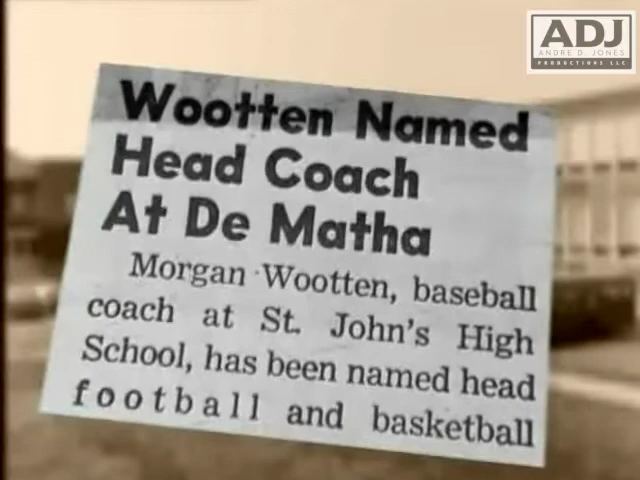 ADJ
ANDRE D. JONES
PRODUCTIONS LLC
Wootten Named
Head Coach
At De Matha
Morgan Wootten, baseball
coach at St. John's High
School, has been named head
football and basketball